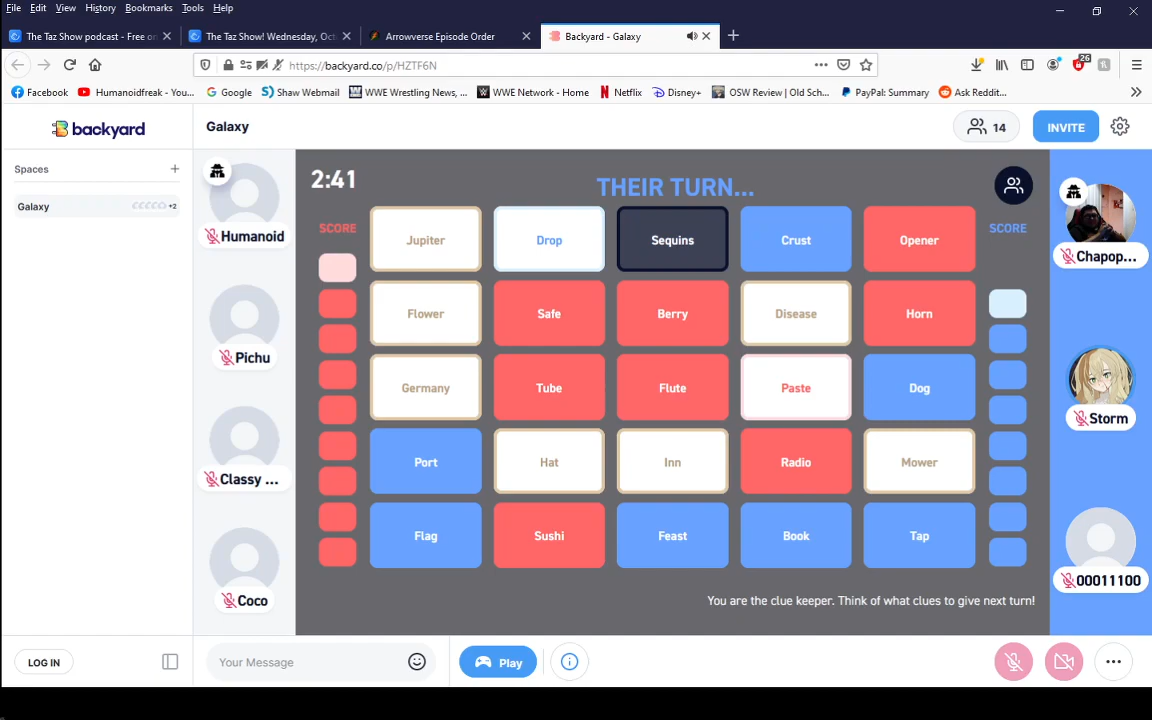 File Edit View History Bookmarks Tools Help
The Taz Show podcast - Free on
The Taz Show! Wednesday, Oct
Arrowverse Episode Order
Backyard - Galaxy
https://backyard.co/p/HZTF6N
26
Facebook
Humanoidfreak - You...
Google
Shaw Webmail
WWE Wrestling News, ...
WWE Network - Home
Netflix
Disney+
OSW Review | Old Sch...
PayPal: Summary
Ask Reddit...
backyard
Galaxy
14
INVITE
Spaces
Galaxy
+2
2:41
THEIR TURN...
SCORE
SCORE
Jupiter Drop Sequins Crust Opener
Flower Safe Berry Disease Horn
Germany Tube Flute Paste Dog
Port Hat Inn Radio Mower
Flag Sushi Feast Book Tap
Humanoid
Pichu
Classy ...
Coco
Chapop...
Storm
00011100
You are the clue keeper. Think of what clues to give next turn!
LOG IN
Your Message
Play